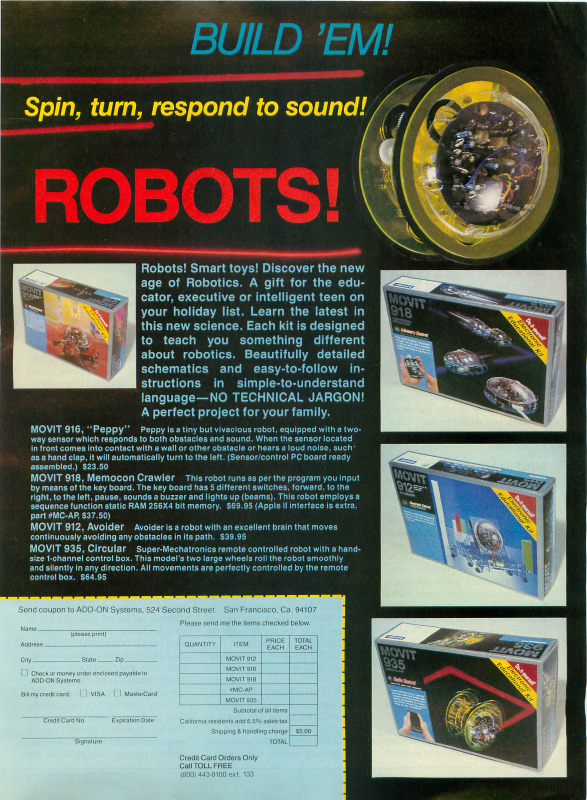 BUILD 'EM!
Spin, turn, respond to sound!
ROBOTS!
Robots! Smart toys! Discover the new
age of Robotics. A gift for the edu-
cator, executive or intelligent teen on
your holiday list. Learn the latest in
this new science. Each kit is designed
to teach you something different
about robotics. Beautifully detailed
schematics and easy-to-follow in-
structions in simple-to-understand
language—NO TECHNICAL JARGON!
A perfect project for your family.
MOVIT 916, "Peppy" Peppy is a tiny but vivacious robot, equipped with a two-
way sensor which responds to both obstacles and sound. When the sensor located
in front comes into contact with a wall or other obstacle or hears a loud noise, such
as a hand clap, it will automatically turn to the left. (Sensor/control PC board ready
assembled.) $23.50
MOVIT 918, Memocon Crawler This robot runs as per the program you input
by means of the key board. The key board has 5 different switches, forward, to the
right, to the left, pause, sounds a buzzer and lights up (beams). This robot employs a
sequence function static RAM 256X4 bit memory. $69.95 (Apple II interface is extra,
part #MC-AP, $37.50)
MOVIT 912, Avoider Avoider is a robot with an excellent brain that moves
continuously avoiding any obstacles in its path. $39.95
MOVIT 935, Circular Super-Mechatronics remote controlled robot with a hand-
size 1-channel control box. This model's two large wheels roll the robot smoothly
and silently in any direction. All movements are perfectly controlled by the remote
control box. $64.95
MOVIT
918
Do-it-yourself
Electronic
Educational Kit
MOVIT
912
MOVIT
935
Do-it-yourself
Electronic
Educational Kit
Send coupon to ADD-ON Systems, 524 Second Street. San Francisco, Ca. 94107
Name
(please print)
Address
City State Zip
Check or money order enclosed payable to
ADD-ON Systems.
Bill my credit card. VISA MasterCard
Credit Card No. Expiration Date
Signature
Please send me the items checked below.
QUANTITY ITEM PRICE EACH TOTAL EACH
MOVIT 912
MOVIT 916
MOVIT 918
#MC-AP
MOVIT 935
Subtotal of all items
California residents add 6.5% sales tax
Shipping & handling charge $5.00
TOTAL
Credit Card Orders Only
Call TOLL FREE
(800) 443-0100 ext. 133